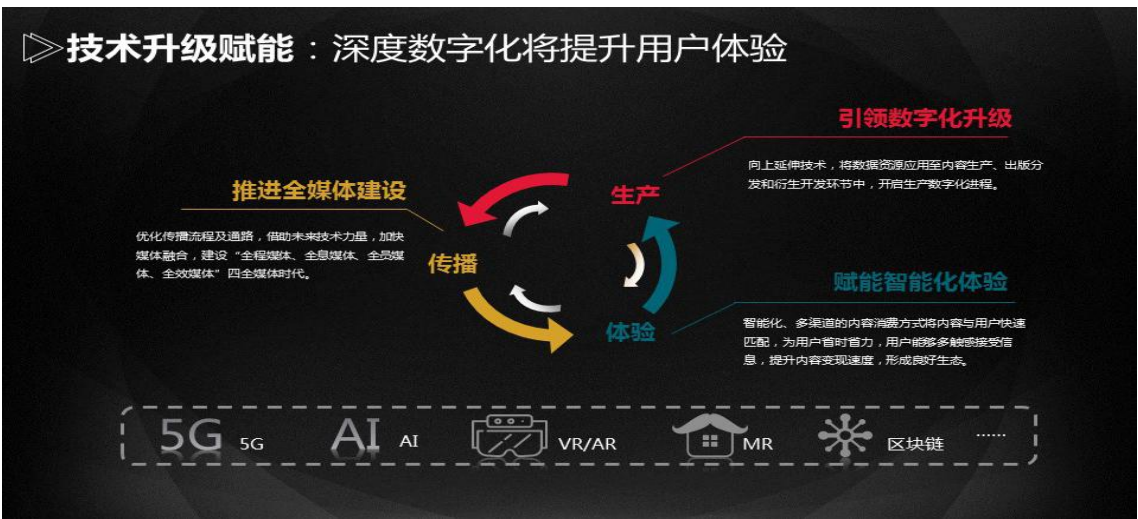 技术升级赋能：深度数字化将提升用户体验
引领数字化升级
向上延伸技术，将数据资源应用至内容生产、出版分
发和衍生开发环节中，开启生产数字化进程。
推进全媒体建设
优化传播流程及通路，借助未来技术力量，加快
媒体融合，建设“全程媒体、全息媒体、全员媒
体、全效媒体”四全媒体时代。
生产
传播
体验
赋能智能化体验
智能化、多渠道的内容消费方式将内容与用户快速
匹配，为用户省时省力，用户能够多触感接受信
息，提升内容变现速度，形成良好生态。
5G 5G AI AI VR/AR MR 区块链 ……